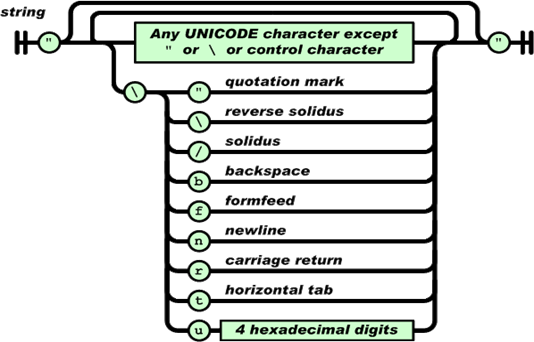 string
" Any UNICODE character except "
" or \ or control character
\ " quotation mark
\ reverse solidus
/ solidus
b backspace
f formfeed
n newline
r carriage return
t horizontal tab
u 4 hexadecimal digits